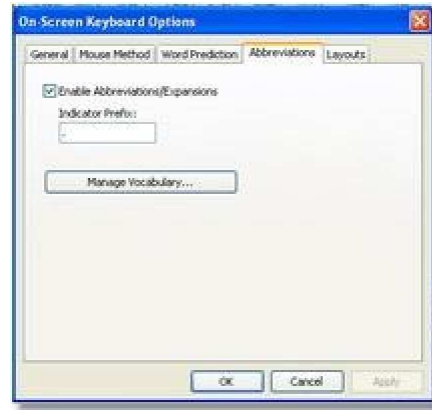 On-Screen Keyboard Options
General Mouse Method Word Prediction Abbreviations Layouts
Enable Abbreviations/Expansions
Indicator Prefix:
Manage Vocabulary...
OK Cancel Apply